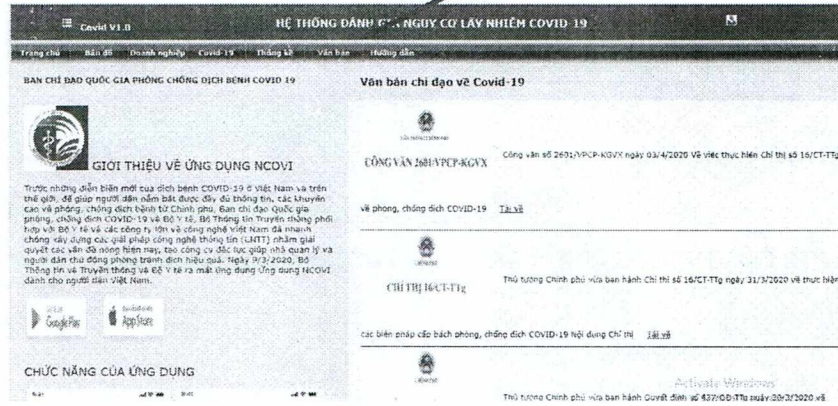 Covid V1.0
HỆ THỐNG ĐÁNH GIÁ NGUY CƠ LÂY NHIỄM COVID 19
Trang chủ Bản đồ Doanh nghiệp Covid-19 Thống kê Văn bản Hướng dẫn
BAN CHỈ ĐẠO QUỐC GIA PHÒNG CHỐNG DỊCH BỆNH COVID 19
GIỚI THIỆU VỀ ỨNG DỤNG NCOVI
Trước những diễn biến mới của dịch bệnh COVID-19 ở Việt Nam và trên
thế giới, để giúp người dân nắm bắt được đầy đủ thông tin, các khuyến
cáo về phòng, chống dịch bệnh từ Chính phủ, Ban chỉ đạo Quốc gia
phòng, chống dịch COVID-19 và Bộ Y tế, Bộ Thông tin Truyền thông phối
hợp với Bộ Y tế và các công ty lớn về công nghệ Việt Nam đã nhanh
chóng xây dựng các giải pháp công nghệ thông tin (CNTT) nhằm giải
quyết các vấn đề nóng hiện nay, tạo công cụ đắc lực giúp nhà quản lý và
người dân chủ động phòng tránh dịch hiệu quả. Ngày 9/3/2020, Bộ
Thông tin và Truyền thông và Bộ Y tế ra mắt ứng dụng Ứng dụng NCOVI
dành cho người dân Việt Nam.
Google Play
App Store
CHỨC NĂNG CỦA ỨNG DỤNG
9:41 9:41
Văn bản chỉ đạo về Covid-19
CÔNG VĂN 2601/VPCP-KGVX
Công văn số 2601/VPCP-KGVX ngày 03/4/2020 Về việc thực hiện Chỉ thị số 16/CT-TTg
về phòng, chống dịch COVID-19 Tải về
CHỈ THỊ 16/CT-TTg
Thủ tướng Chính phủ vừa ban hành Chỉ thị số 16/CT-TTg ngày 31/3/2020 về thực hiện
các biện pháp cấp bách phòng, chống dịch COVID-19 Nội dung Chỉ thị Tải về
Activate Windows
Thủ tướng Chính phủ vừa ban hành Quyết định số 437/QĐ-TTg ngày 30/3/2020 về